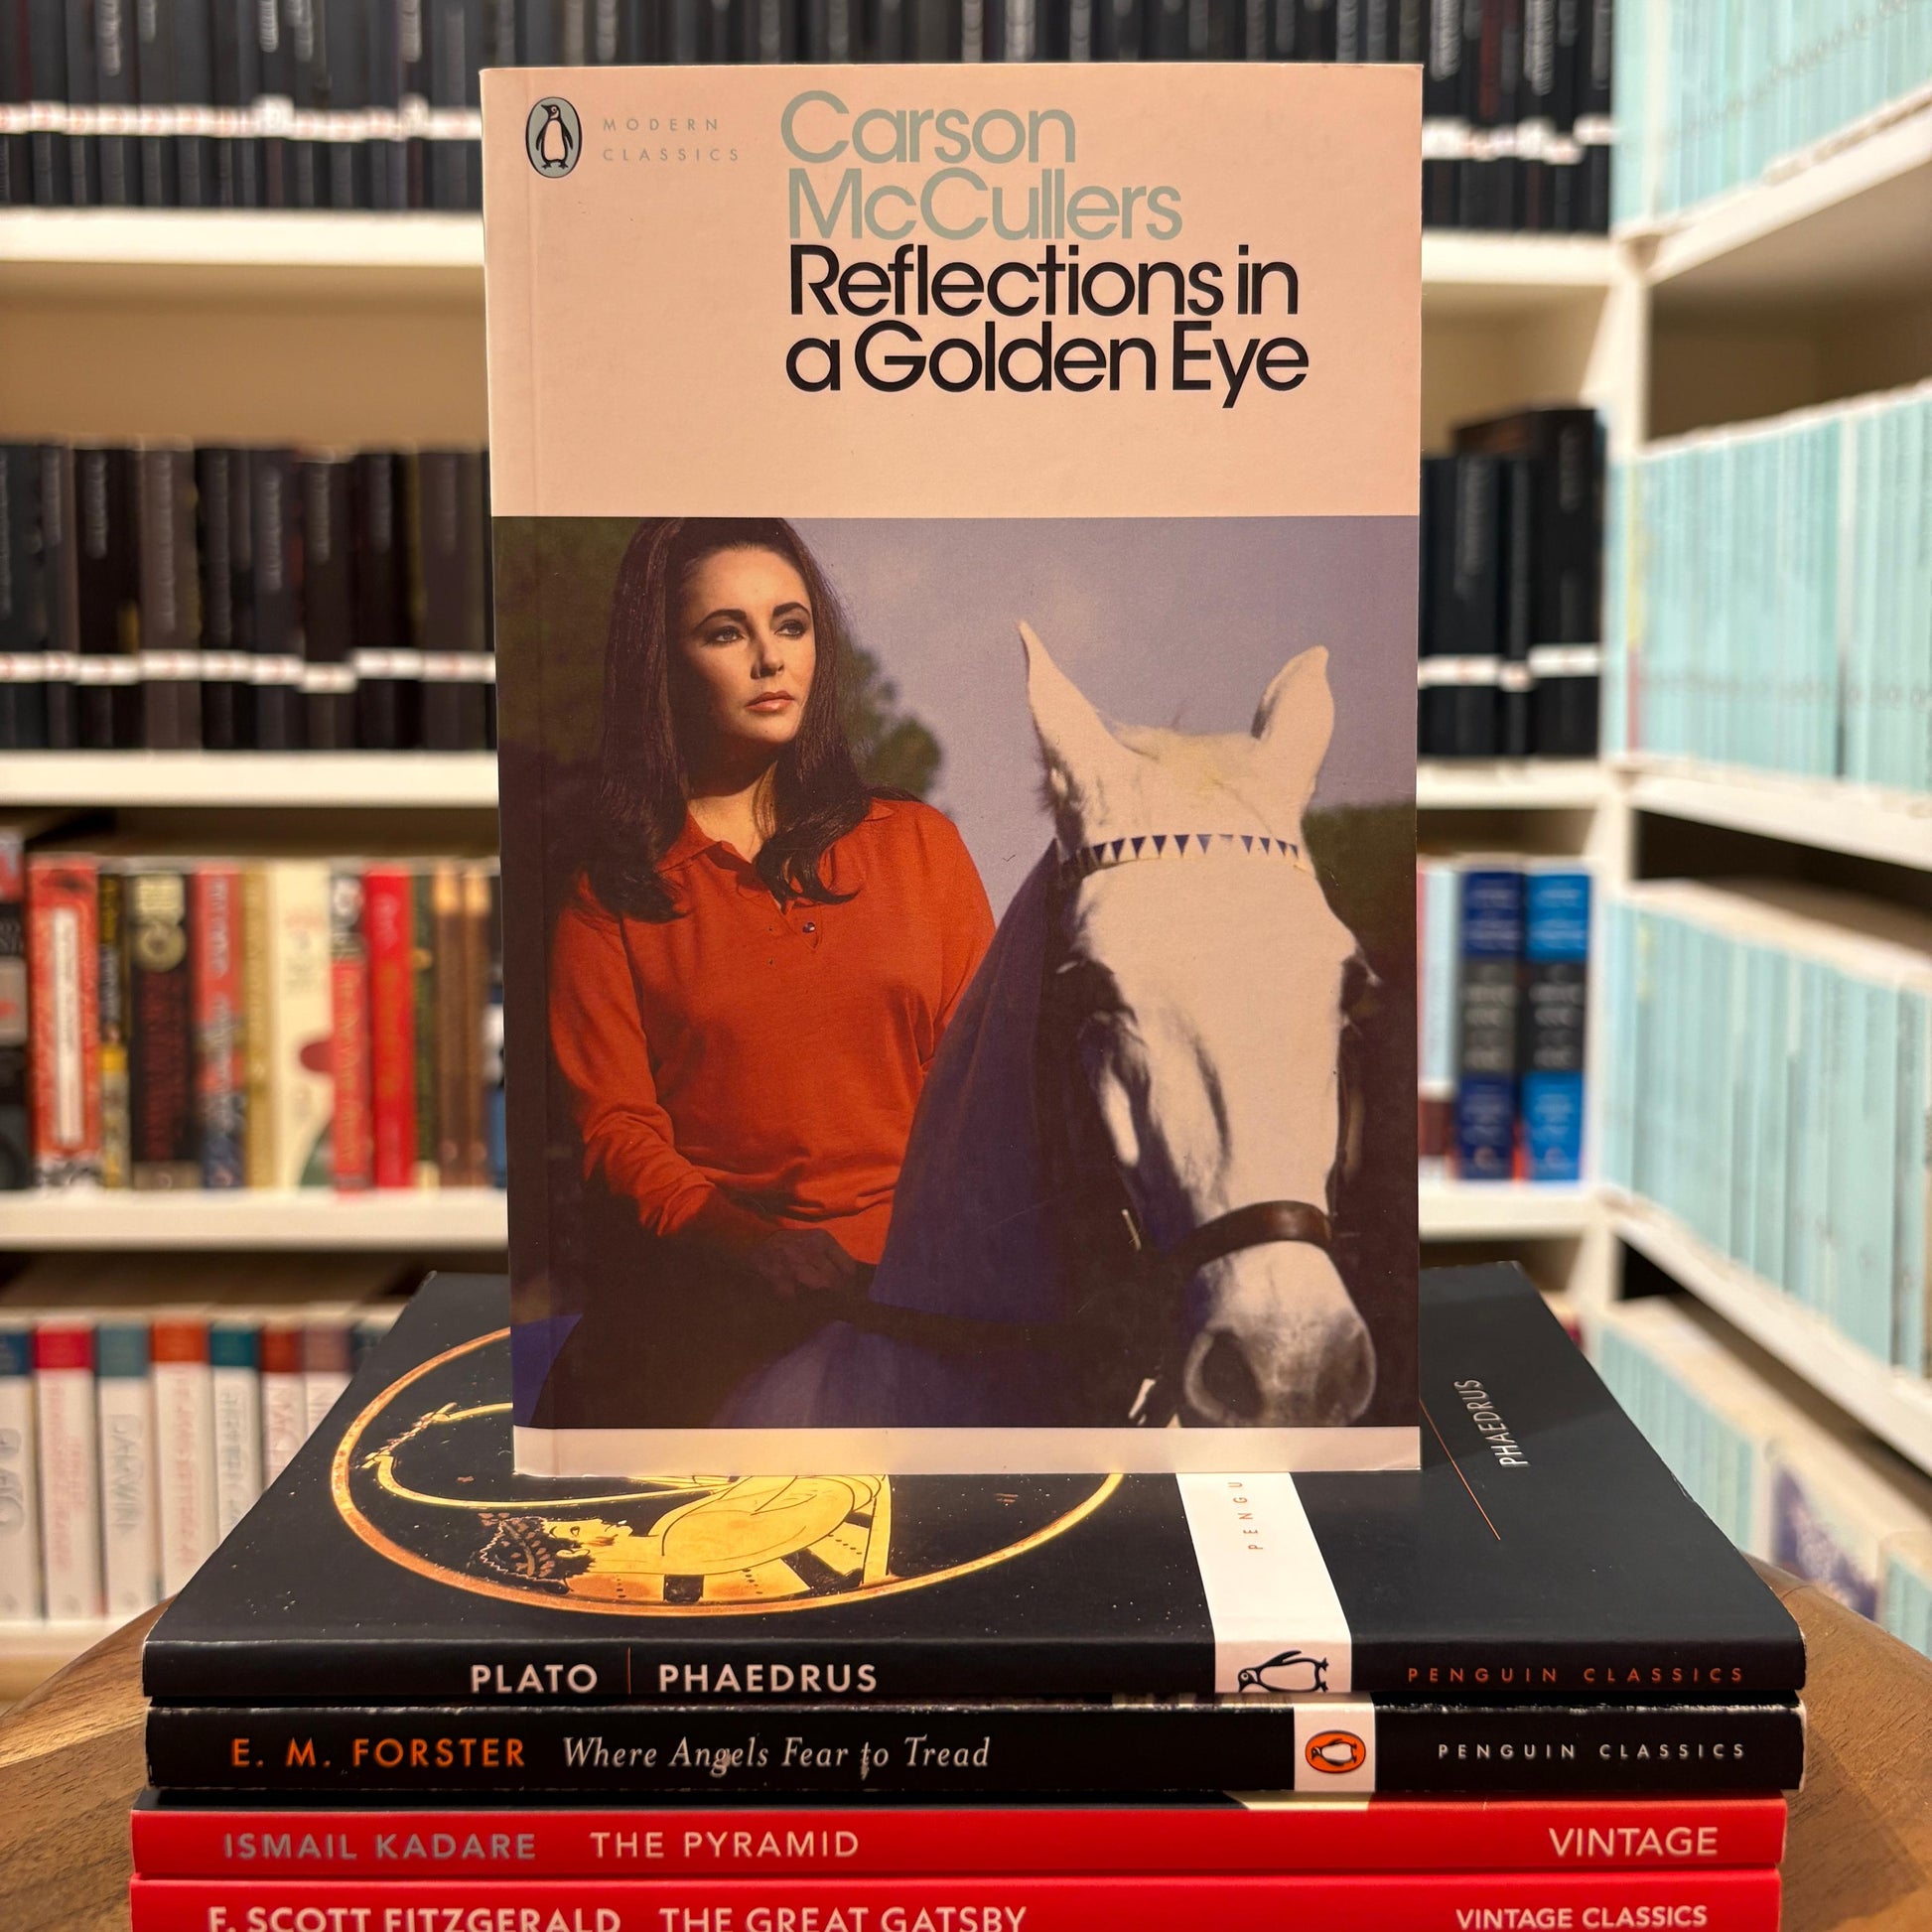 MODERN
CLASSICS
Carson
McCullers
Reflections in
a Golden Eye
PHAEDRUS
PENGU
PLATO PHAEDRUS PENGUIN CLASSICS
E. M. FORSTER Where Angels Fear to Tread PENGUIN CLASSICS
ISMAIL KADARE THE PYRAMID VINTAGE
F. SCOTT FITZGERALD THE GREAT GATSBY VINTAGE CLASSICS